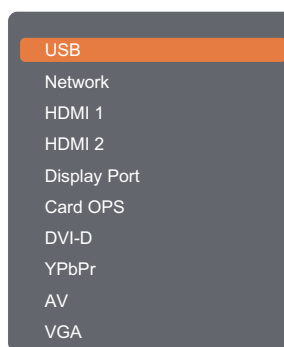 USB
Network
HDMI 1
HDMI 2
Display Port
Card OPS
DVI-D
YPbPr
AV
VGA